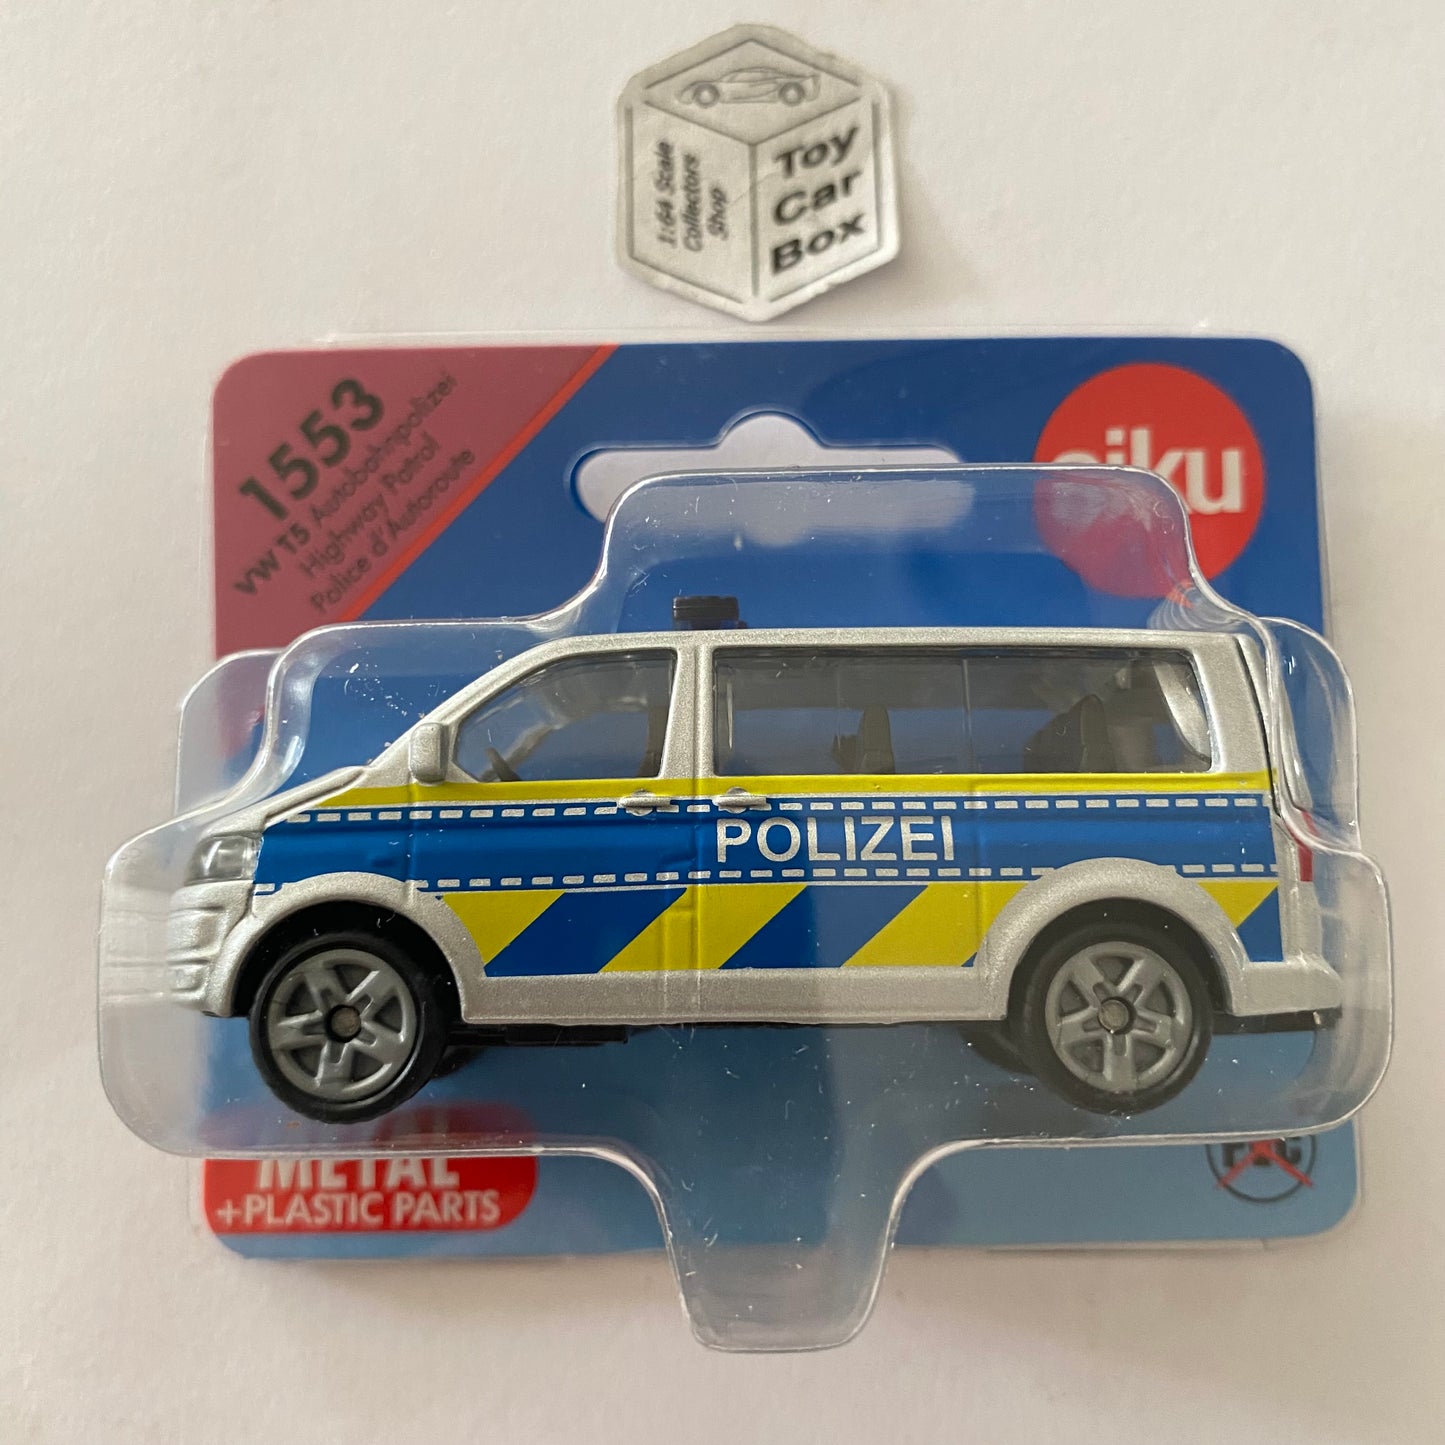 1:64 Scale
Collectors
Shop
Toy
Car
Box
1553
VW T5 Autobahnpolizei
Highway Patrol
Police d'Autoroute
siku
POLIZEI
METAL
+PLASTIC PARTS
PVC